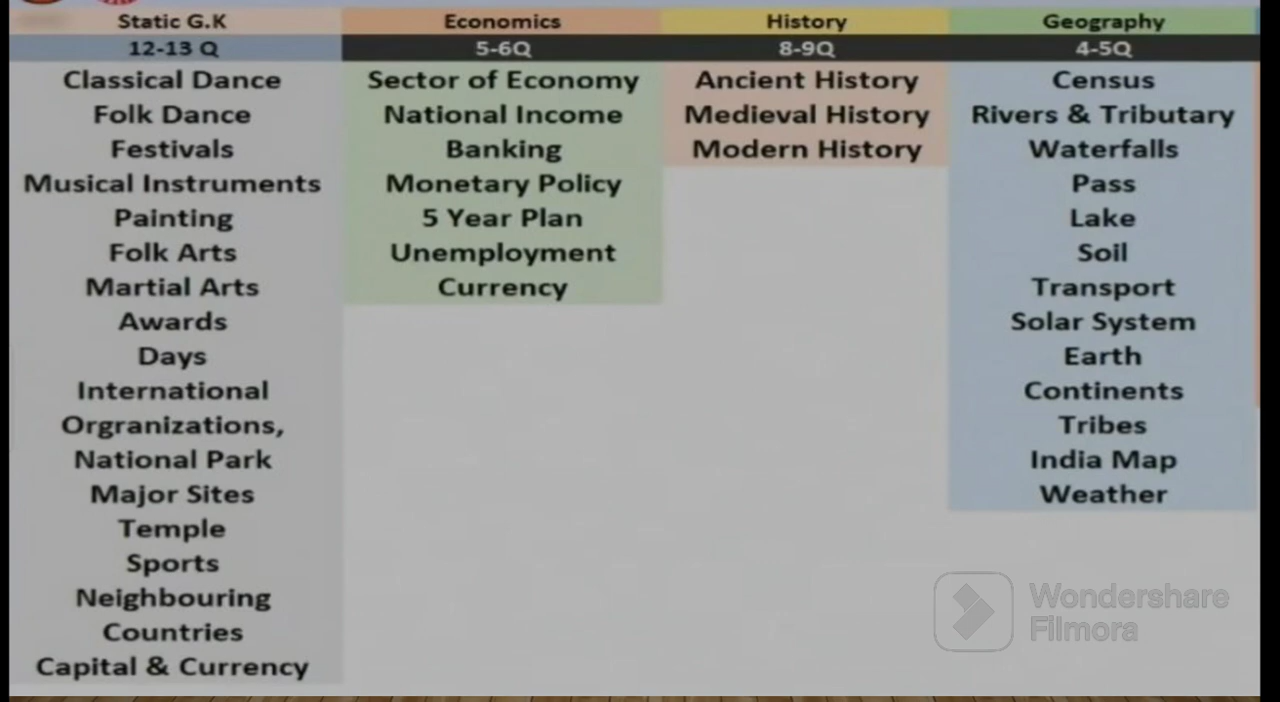 Static G.K
12-13 Q
Classical Dance
Folk Dance
Festivals
Musical Instruments
Painting
Folk Arts
Martial Arts
Awards
Days
International
Orgranizations,
National Park
Major Sites
Temple
Sports
Neighbouring
Countries
Capital & Currency
Economics
5-6Q
Sector of Economy
National Income
Banking
Monetary Policy
5 Year Plan
Unemployment
Currency
History
8-9Q
Ancient History
Medieval History
Modern History
Geography
4-5Q
Census
Rivers & Tributary
Waterfalls
Pass
Lake
Soil
Transport
Solar System
Earth
Continents
Tribes
India Map
Weather
Wondershare
Filmora